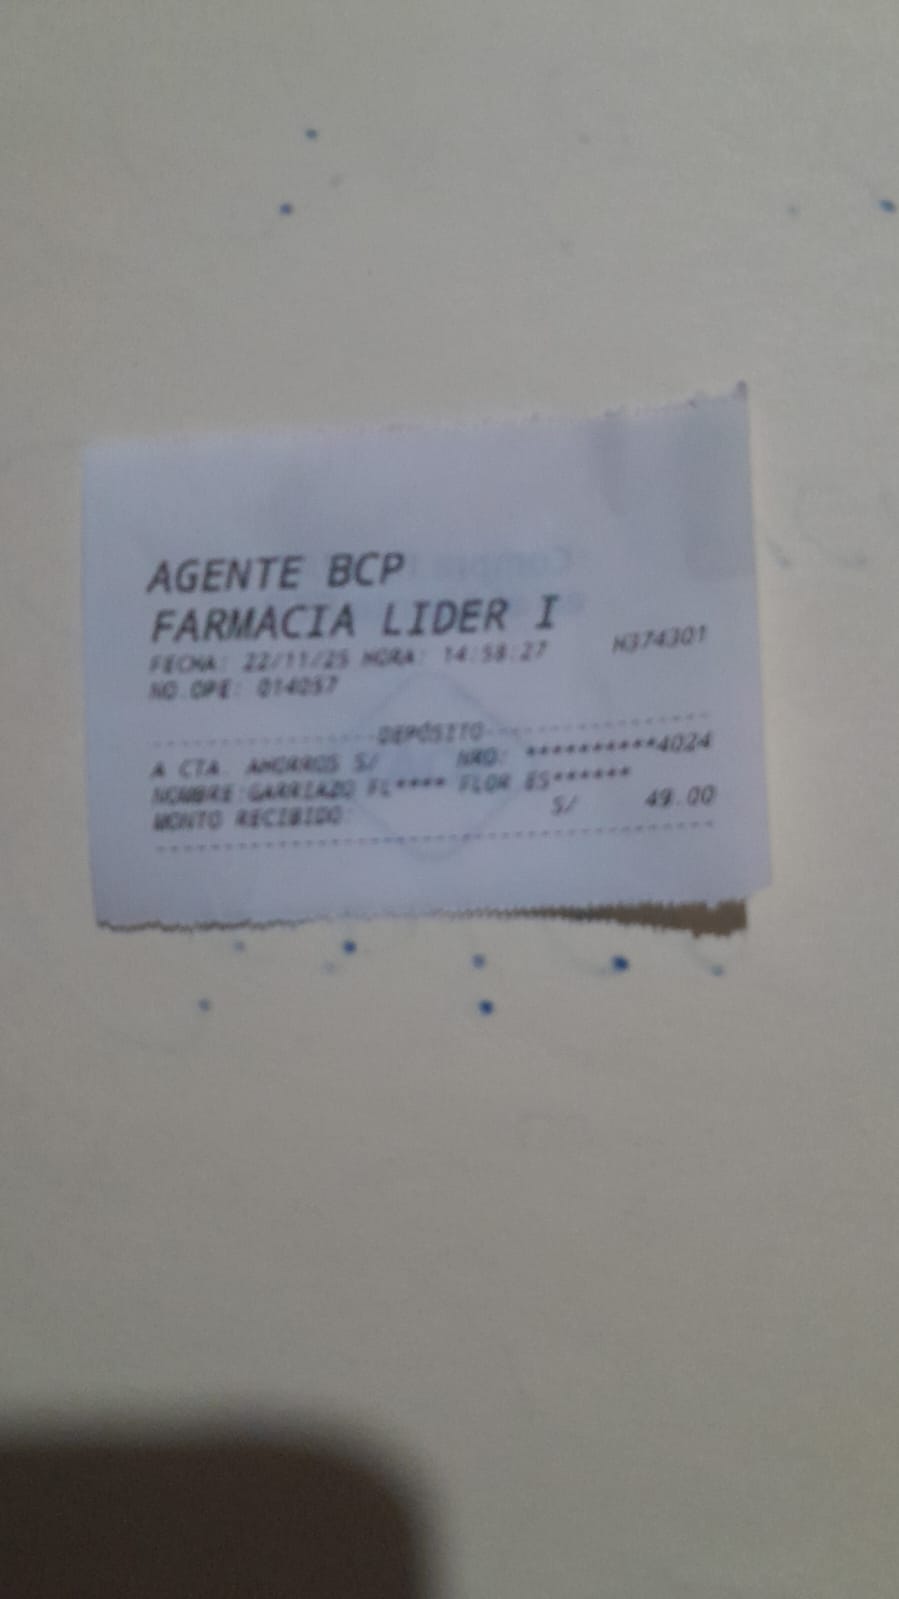 AGENTE BCP
FARMACIA LIDER I
FECHA: 22/11/25 HORA: 14:58:27 H374301
NO.OPE: 014057
DEPÓSITO
A CTA. AHORROS S/ NRO: **********4024
NOMBRE:GARRIAZO FL**** FLOR ES******
MONTO RECIBIDO: S/ 49.00